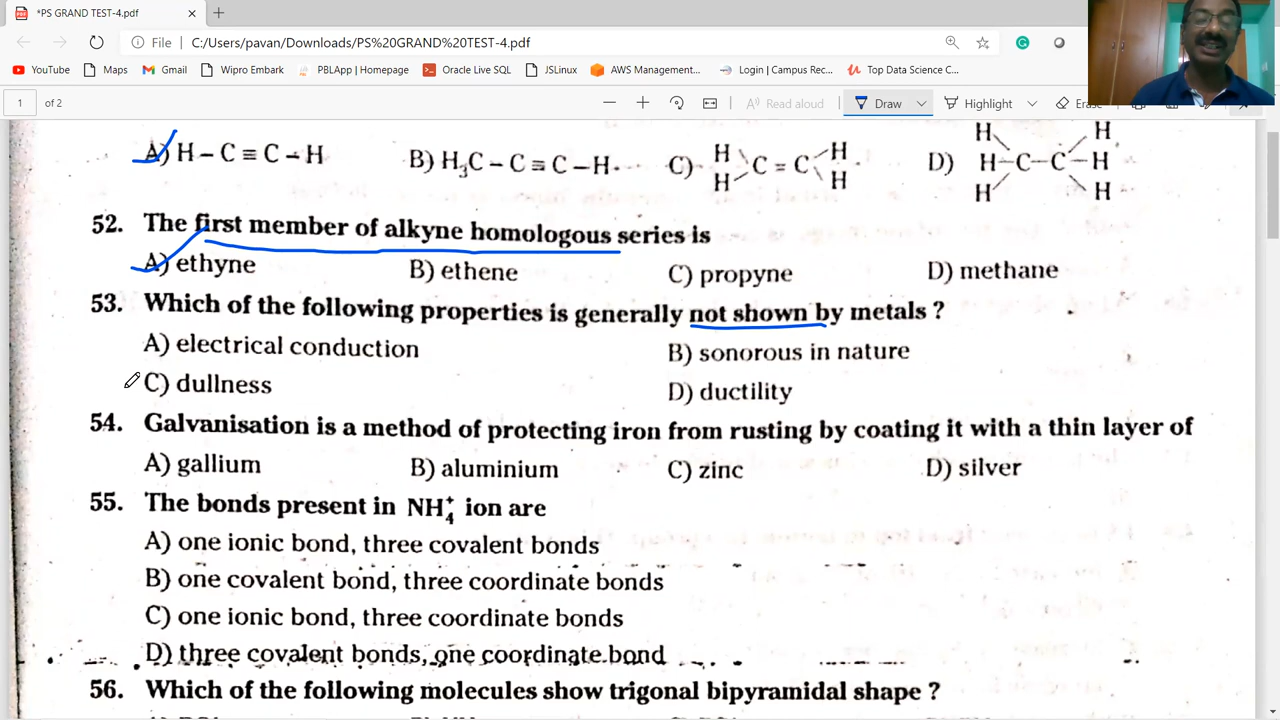 *PS GRAND TEST-4.pdf
File C:/Users/pavan/Downloads/PS%20GRAND%20TEST-4.pdf
YouTube Maps Gmail Wipro Embark PBLApp | Homepage Oracle Live SQL JSLinux AWS Management... Login | Campus Rec... Top Data Science C...
1 of 2 Read aloud Draw Highlight Erase
A) H – C ≡ C – H B) H₃C – C ≡ C – H C) H H C = C H H D) H H H C – C H H H
52. The first member of alkyne homologous series is
A) ethyne B) ethene C) propyne D) methane
53. Which of the following properties is generally not shown by metals ?
A) electrical conduction B) sonorous in nature
C) dullness D) ductility
54. Galvanisation is a method of protecting iron from rusting by coating it with a thin layer of
A) gallium B) aluminium C) zinc D) silver
55. The bonds present in NH₄⁺ ion are
A) one ionic bond, three covalent bonds
B) one covalent bond, three coordinate bonds
C) one ionic bond, three coordinate bonds
D) three covalent bonds, one coordinate bond
56. Which of the following molecules show trigonal bipyramidal shape ?